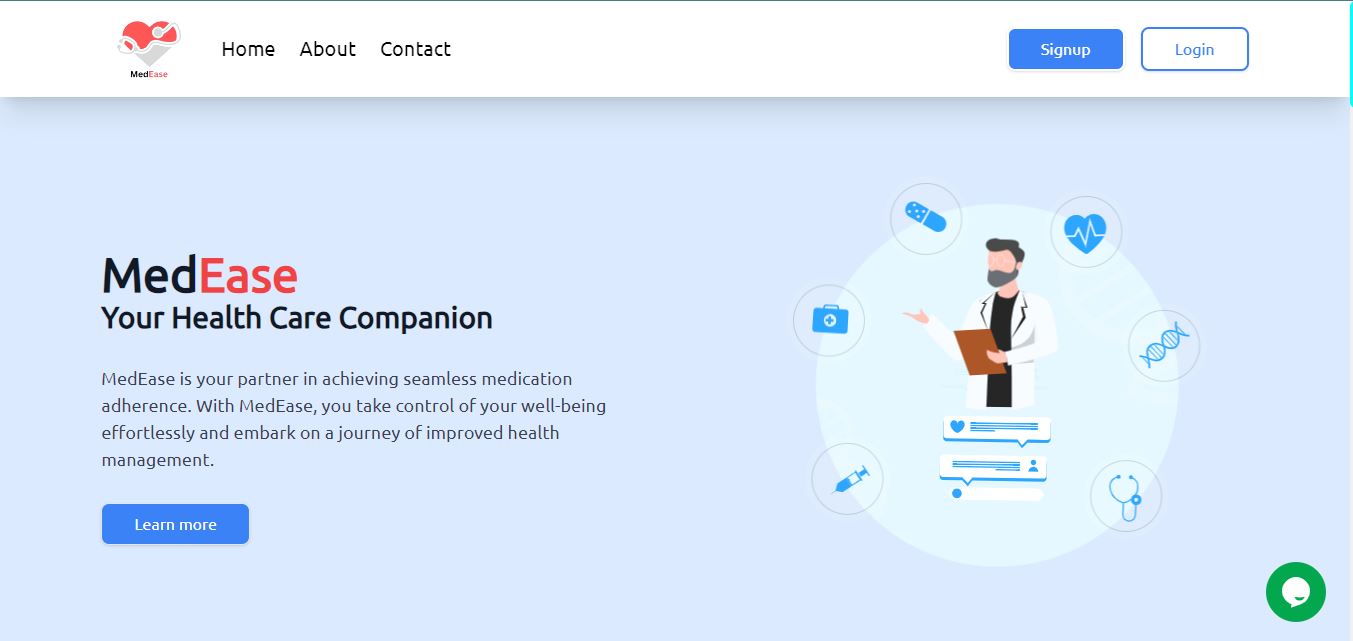 MedEase
Home About Contact
Signup Login
MedEase
Your Health Care Companion
MedEase is your partner in achieving seamless medication
adherence. With MedEase, you take control of your well-being
effortlessly and embark on a journey of improved health
management.
Learn more